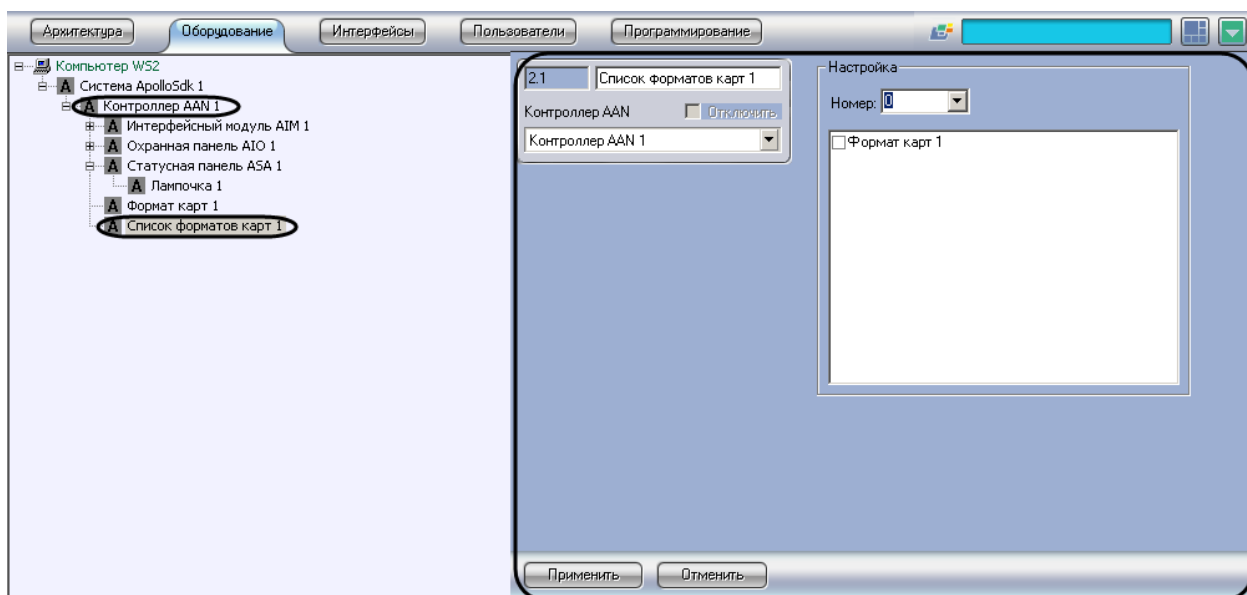 Архитектура
Оборудование
Интерфейсы
Пользователи
Программирование
Компьютер WS2
Система ApolloSdk 1
A Контроллер AAN 1
A Интерфейсный модуль AIM 1
A Охранная панель AIO 1
A Статусная панель ASA 1
A Лампочка 1
A Формат карт 1
A Список форматов карт 1
2.1
Список форматов карт 1
Контроллер AAN
Отключить
Контроллер AAN 1
Настройка
Номер: 0
Формат карт 1
Применить
Отменить